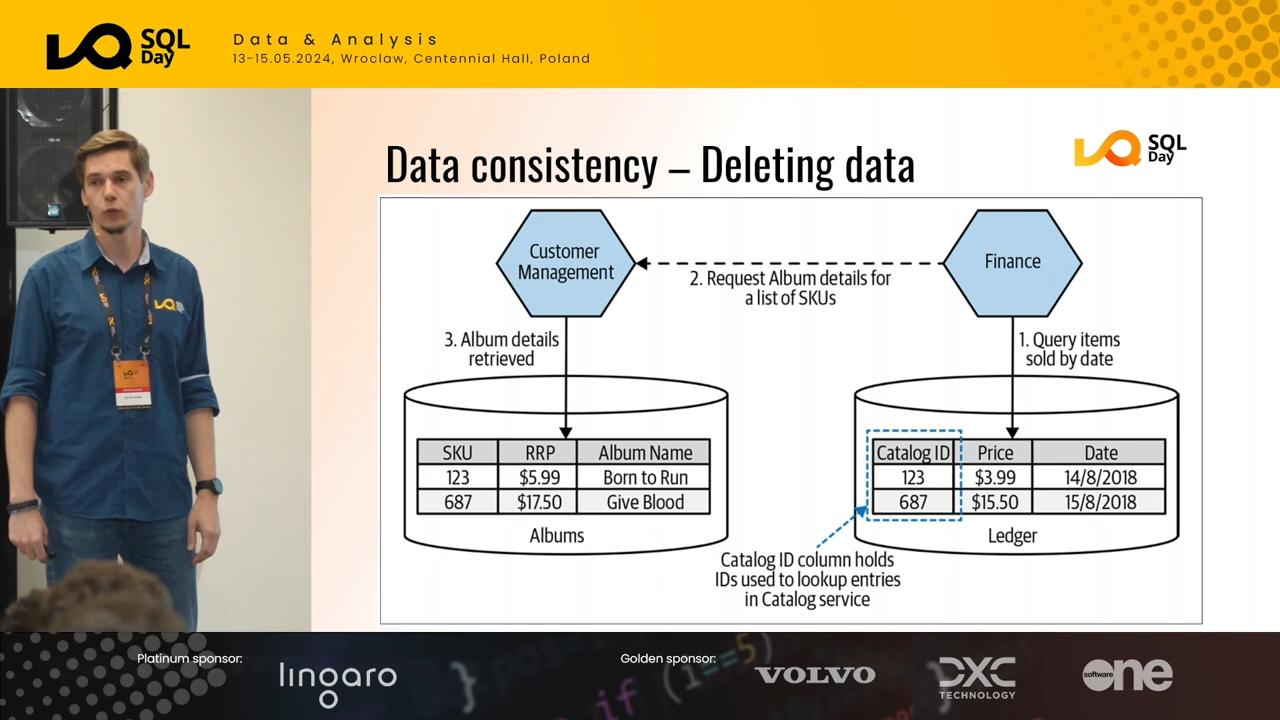 SQL
Day
Data & Analysis
13-15.05.2024, Wroclaw, Centennial Hall, Poland
SQL
Day
Data consistency – Deleting data
Customer
Management
Finance
2. Request Album details for
a list of SKUs
3. Album details
retrieved
1. Query items
sold by date
SKU RRP Album Name
123 $5.99 Born to Run
687 $17.50 Give Blood
Albums
Catalog ID Price Date
123 $3.99 14/8/2018
687 $15.50 15/8/2018
Ledger
Catalog ID column holds
IDs used to lookup entries
in Catalog service
Platinum sponsor:
lingaro
Golden sponsor:
VOLVO
DXC
TECHNOLOGY
software
one
}
if (i=5)